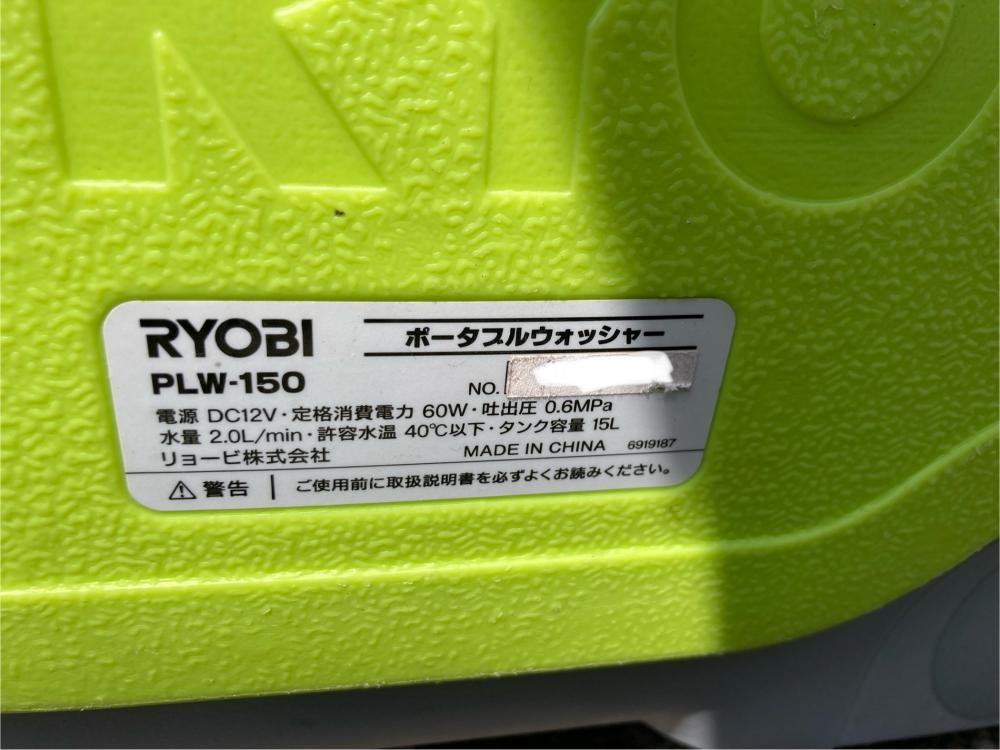 RYOBI
ポータブルウォッシャー
PLW-150
NO.
電源 DC12V・定格消費電力 60W・吐出圧 0.6MPa
水量 2.0L/min・許容水温 40℃以下・タンク容量 15L
リョービ株式会社 MADE IN CHINA 6919187
⚠ 警告 | ご使用前に取扱説明書を必ずよくお読みください。